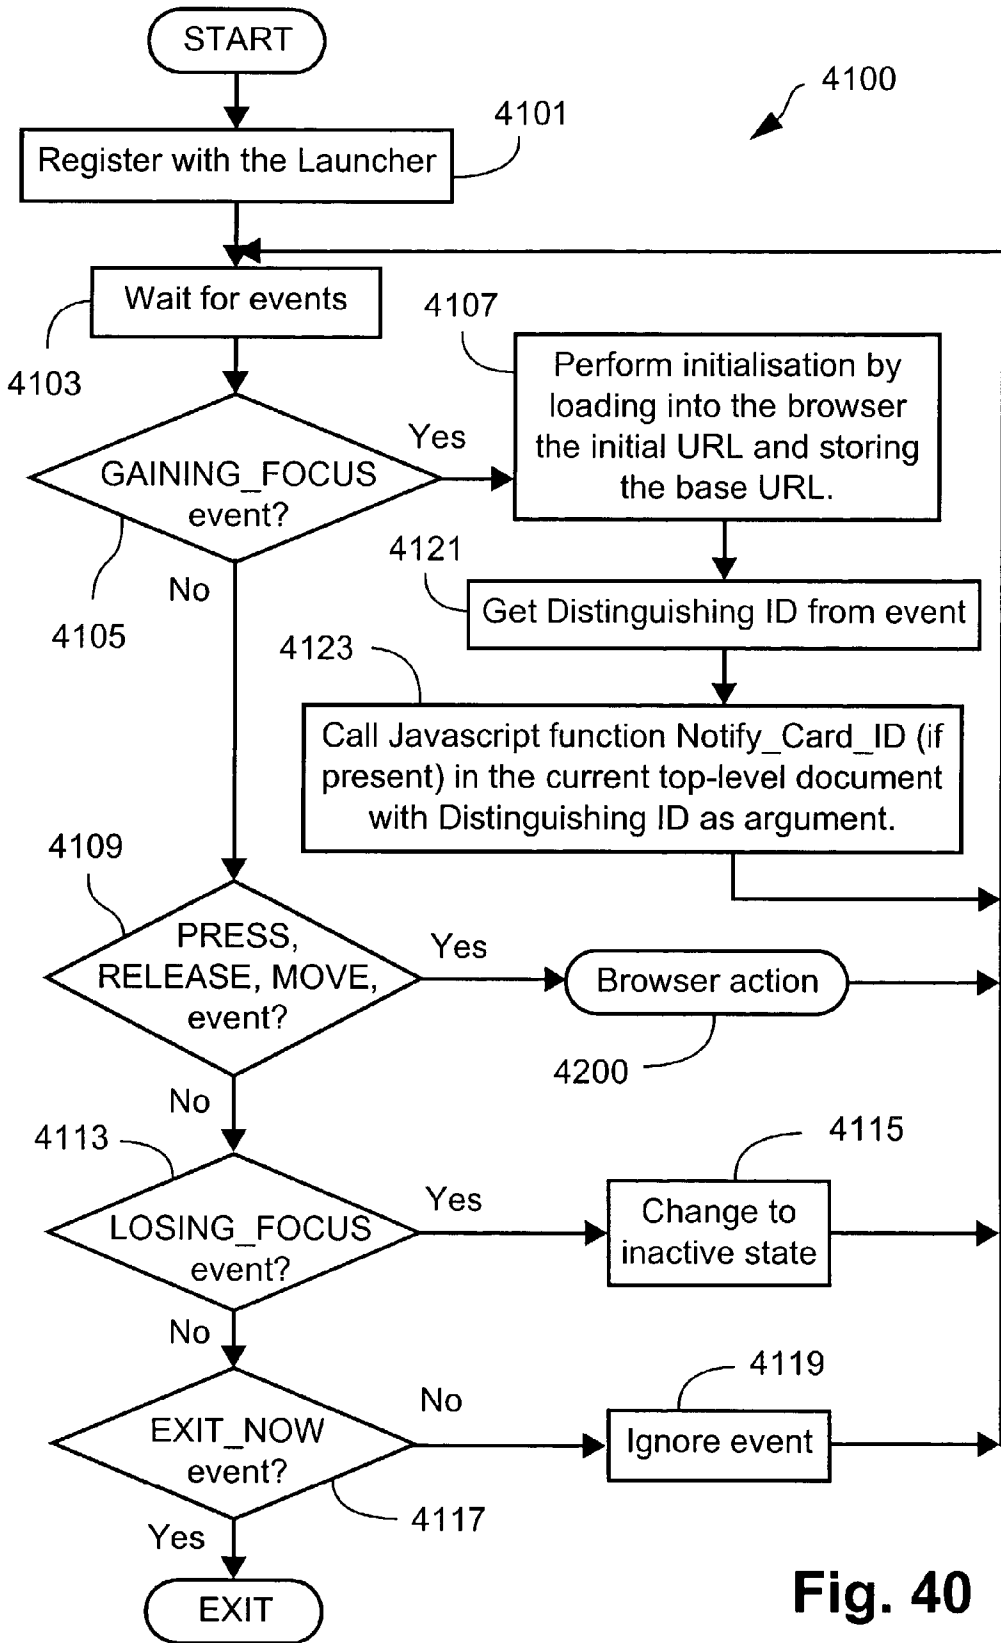 START
4100
4101
Register with the Launcher
Wait for events
4103
4107
Perform initialisation by
loading into the browser
the initial URL and storing
the base URL.
GAINING_FOCUS
event?
Yes
No
4105
4121
Get Distinguishing ID from event
4123
Call Javascript function Notify_Card_ID (if
present) in the current top-level document
with Distinguishing ID as argument.
4109
PRESS,
RELEASE, MOVE,
event?
Yes
Browser action
4200
No
4113
LOSING_FOCUS
event?
Yes
4115
Change to
inactive state
No
EXIT_NOW
event?
No
4119
Ignore event
4117
Yes
EXIT
Fig. 40